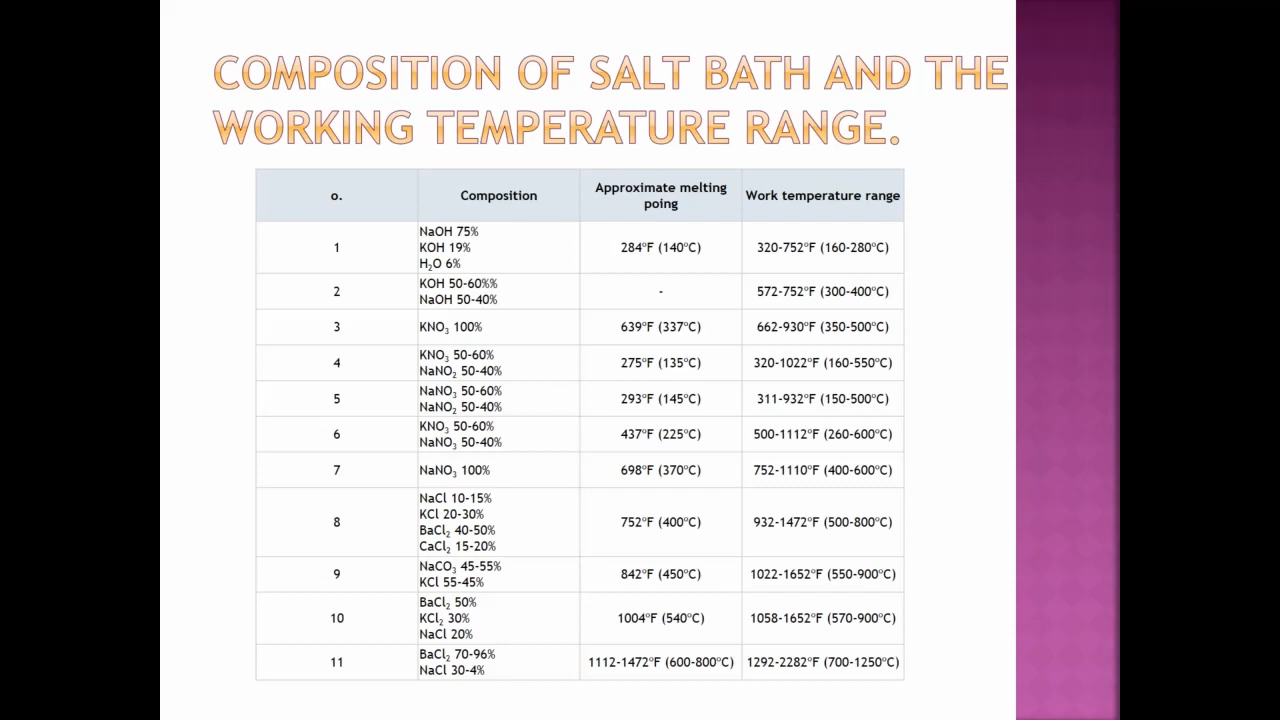 COMPOSITION OF SALT BATH AND THE
WORKING TEMPERATURE RANGE.
o. Composition Approximate melting poing Work temperature range
1 NaOH 75%
KOH 19%
H₂O 6% 284°F (140°C) 320-752°F (160-280°C)
2 KOH 50-60%%
NaOH 50-40% - 572-752°F (300-400°C)
3 KNO₃ 100% 639°F (337°C) 662-930°F (350-500°C)
4 KNO₃ 50-60%
NaNO₂ 50-40% 275°F (135°C) 320-1022°F (160-550°C)
5 NaNO₃ 50-60%
NaNO₂ 50-40% 293°F (145°C) 311-932°F (150-500°C)
6 KNO₃ 50-60%
NaNO₃ 50-40% 437°F (225°C) 500-1112°F (260-600°C)
7 NaNO₃ 100% 698°F (370°C) 752-1110°F (400-600°C)
8 NaCl 10-15%
KCl 20-30%
BaCl₂ 40-50%
CaCl₂ 15-20% 752°F (400°C) 932-1472°F (500-800°C)
9 NaCO₃ 45-55%
KCl 55-45% 842°F (450°C) 1022-1652°F (550-900°C)
10 BaCl₂ 50%
KCl₂ 30%
NaCl 20% 1004°F (540°C) 1058-1652°F (570-900°C)
11 BaCl₂ 70-96%
NaCl 30-4% 1112-1472°F (600-800°C) 1292-2282°F (700-1250°C)